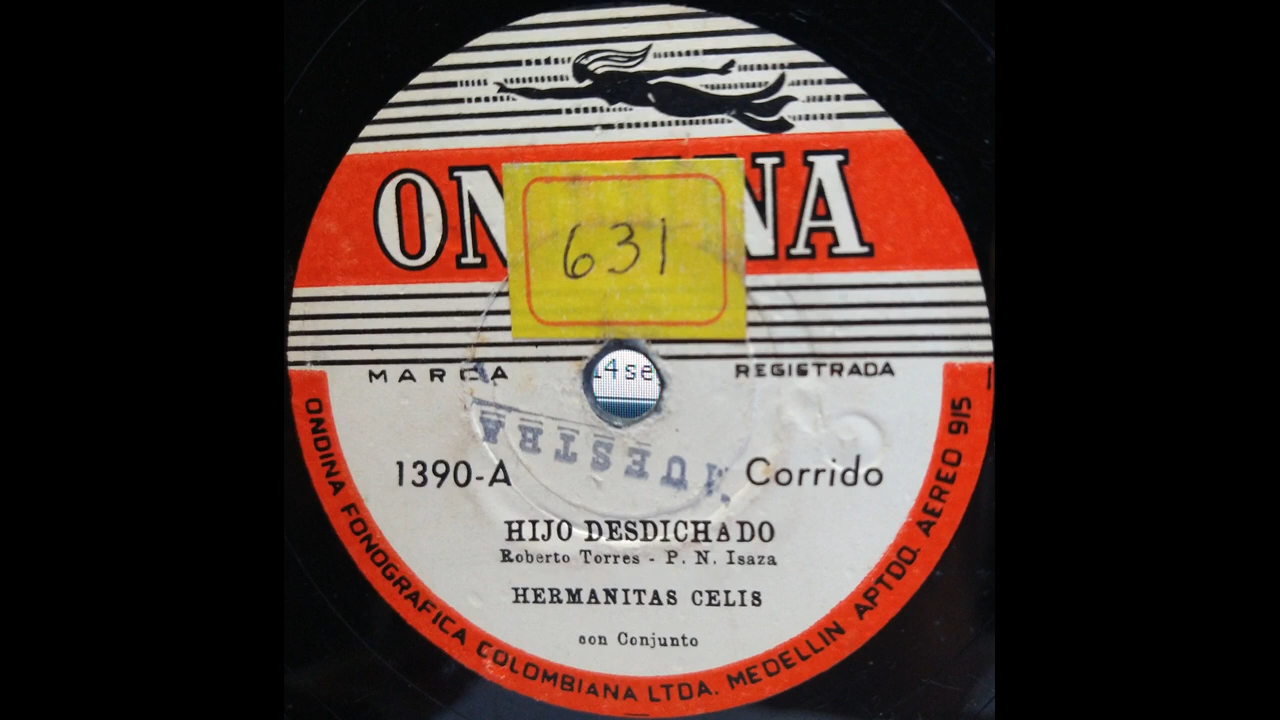 631
MARCA REGISTRADA
1390-A Corrido
HIJO DESDICHADO
Roberto Torres - P. N. Isaza
HERMANITAS CELIS
con Conjunto
ONDINA FONOGRAFICA COLOMBIANA LTDA. MEDELLIN APTDO. AEREO 915